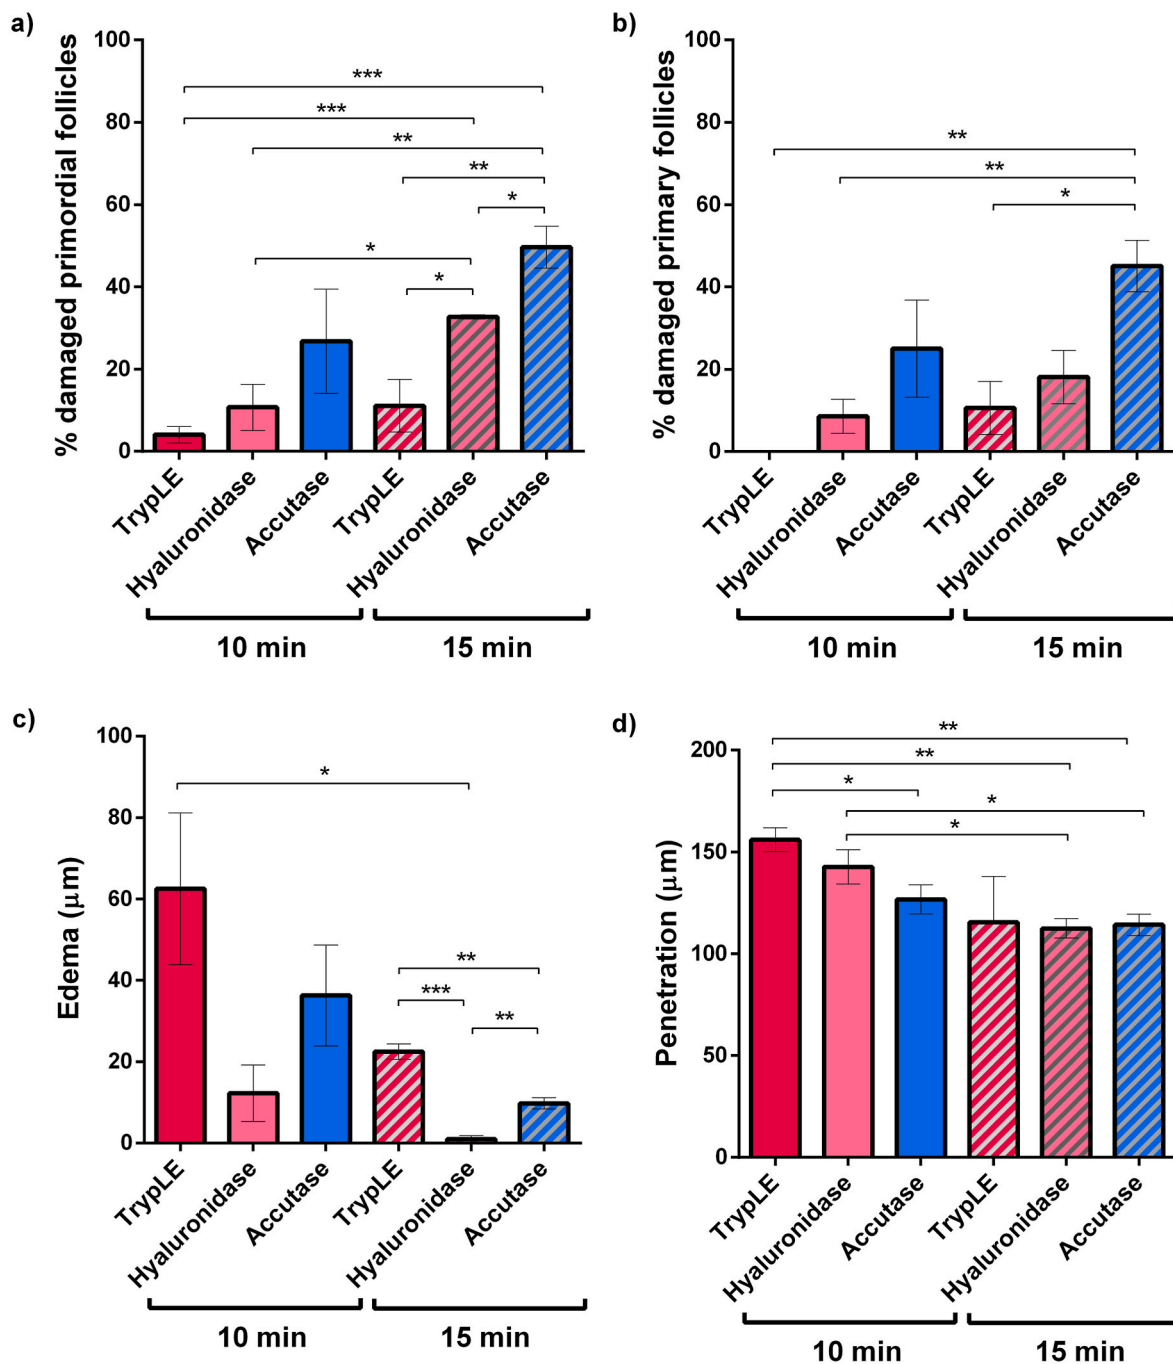 a)
% damaged primordial follicles
100
80
60
40
20
0
***
***
**
**
*
*
*
TrypLE
Hyaluronidase
Accutase
TrypLE
Hyaluronidase
Accutase
10 min
15 min
b)
% damaged primary follicles
100
80
60
40
20
0
**
**
*
TrypLE
Hyaluronidase
Accutase
TrypLE
Hyaluronidase
Accutase
10 min
15 min
c)
Edema (μm)
100
80
60
40
20
0
*
**
***
**
TrypLE
Hyaluronidase
Accutase
TrypLE
Hyaluronidase
Accutase
10 min
15 min
d)
Penetration (μm)
200
150
100
50
0
**
**
*
*
*
TrypLE
Hyaluronidase
Accutase
TrypLE
Hyaluronidase
Accutase
10 min
15 min